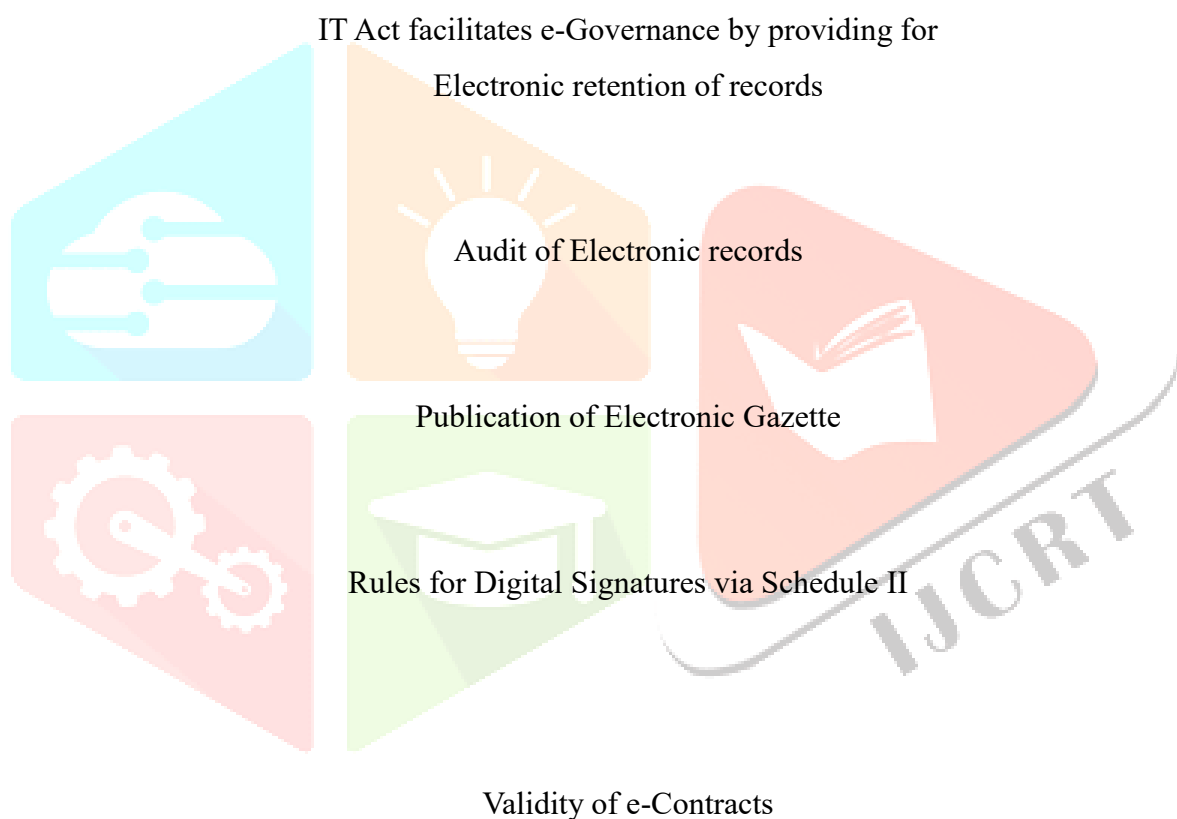 IT Act facilitates e-Governance by providing for
Electronic retention of records
Audit of Electronic records
Publication of Electronic Gazette
Rules for Digital Signatures via Schedule II
IJCRT
Validity of e-Contracts